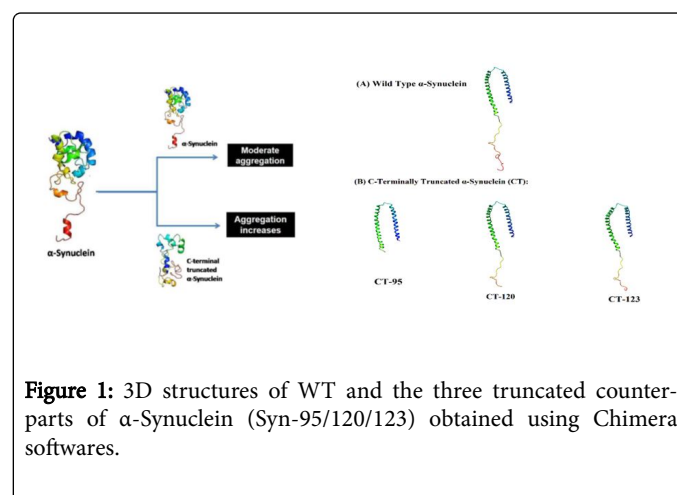 (A) Wild Type α-Synuclein
α-Synuclein
Moderate
aggregation
(B) C-Terminally Truncated α-Synuclein (CT):
α-Synuclein
Aggregation
increases
C-terminal
truncated
α-Synuclein
CT-95
CT-120
CT-123
Figure 1: 3D structures of WT and the three truncated counter-
parts of α-Synuclein (Syn-95/120/123) obtained using Chimera
softwares.